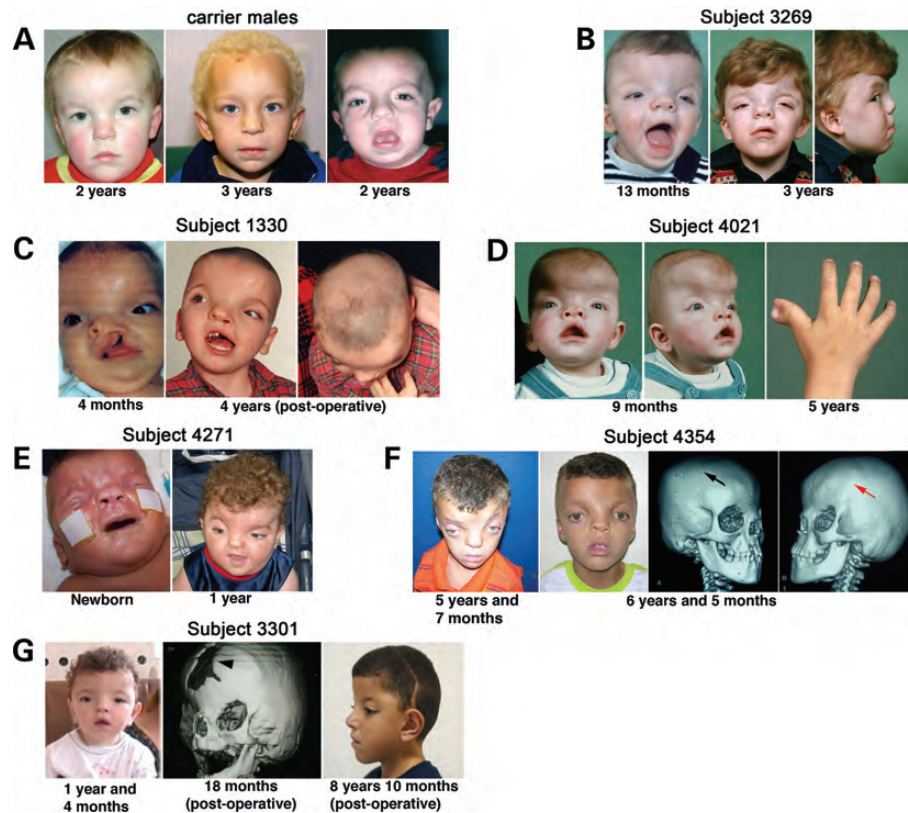 carrier males
Subject 3269
A
B
2 years
3 years
2 years
13 months
3 years
Subject 1330
Subject 4021
C
D
4 months
4 years (post-operative)
9 months
5 years
Subject 4271
Subject 4354
E
F
Newborn
1 year
5 years and
7 months
6 years and 5 months
Subject 3301
G
1 year and
4 months
18 months
(post-operative)
8 years 10 months
(post-operative)